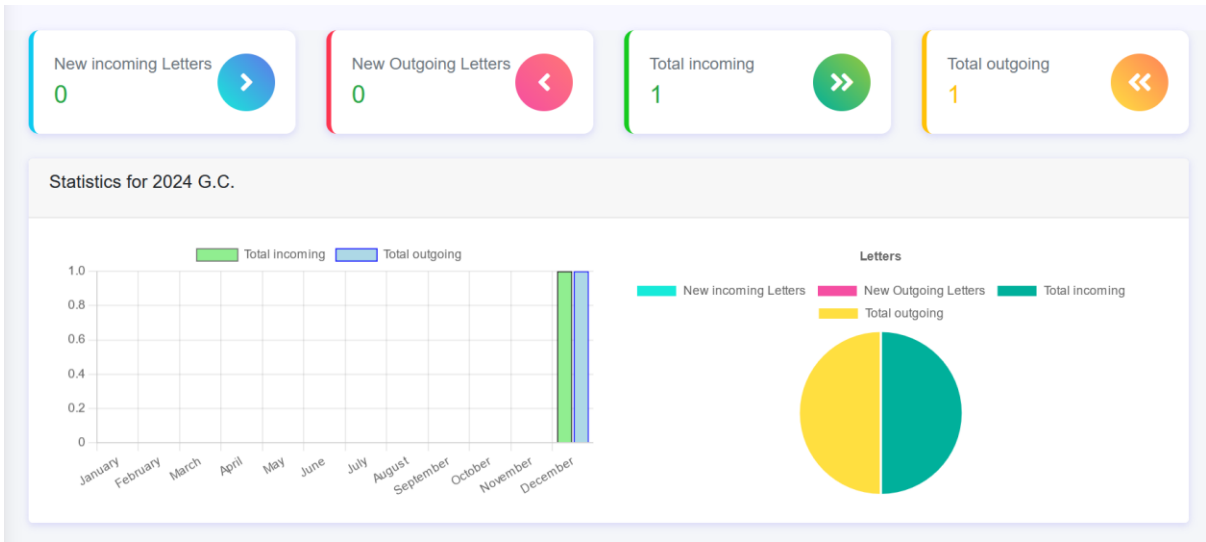 New incoming Letters
0
New Outgoing Letters
0
Total incoming
1
Total outgoing
1
Statistics for 2024 G.C.
Total incoming Total outgoing
1.0
0.8
0.6
0.4
0.2
0
January February March April May June July August September October November December
Letters
New incoming Letters New Outgoing Letters Total incoming
Total outgoing